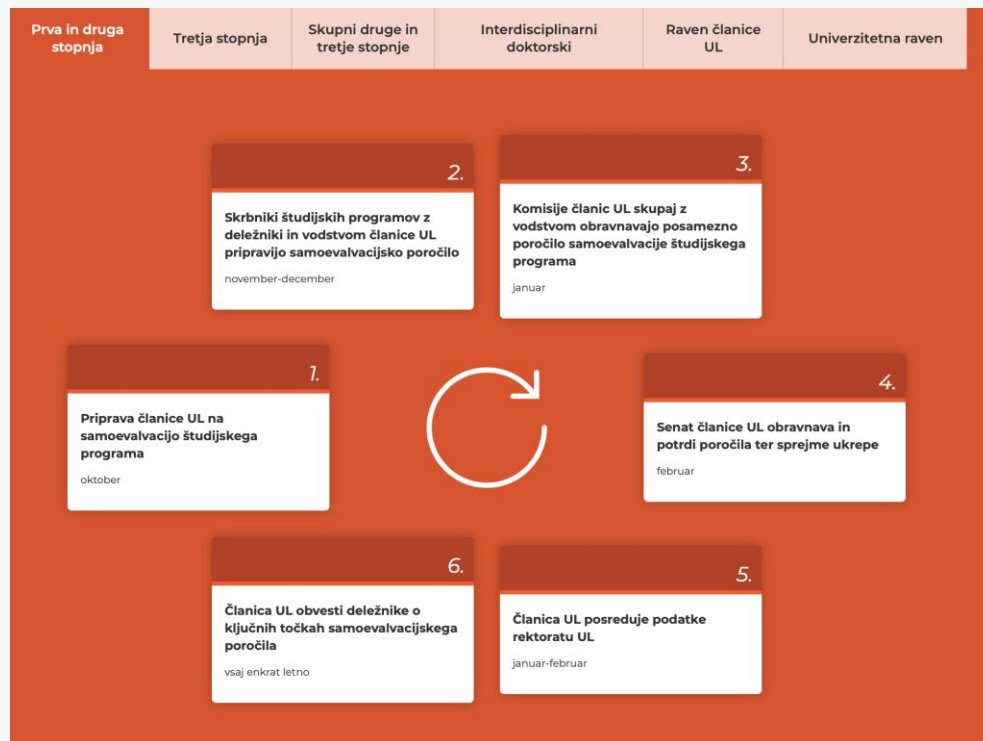 Prva in druga
stopnja
Tretja stopnja
Skupni druge in
tretje stopnje
Interdisciplinarni
doktorski
Raven članice
UL
Univerzitetna raven
1.
Priprava članice UL na
samoevalvacijo študijskega
programa
oktober
2.
Skrbniki študijskih programov z
deležniki in vodstvom članice UL
pripravijo samoevalvacijsko poročilo
november-december
3.
Komisije članic UL skupaj z
vodstvom obravnavajo posamezno
poročilo samoevalvacije študijskega
programa
januar
4.
Senat članice UL obravnava in
potrdi poročila ter sprejme ukrepe
februar
5.
Članica UL posreduje podatke
rektoratu UL
januar-februar
6.
Članica UL obvesti deležnike o
ključnih točkah samoevalvacijskega
poročila
vsaj enkrat letno